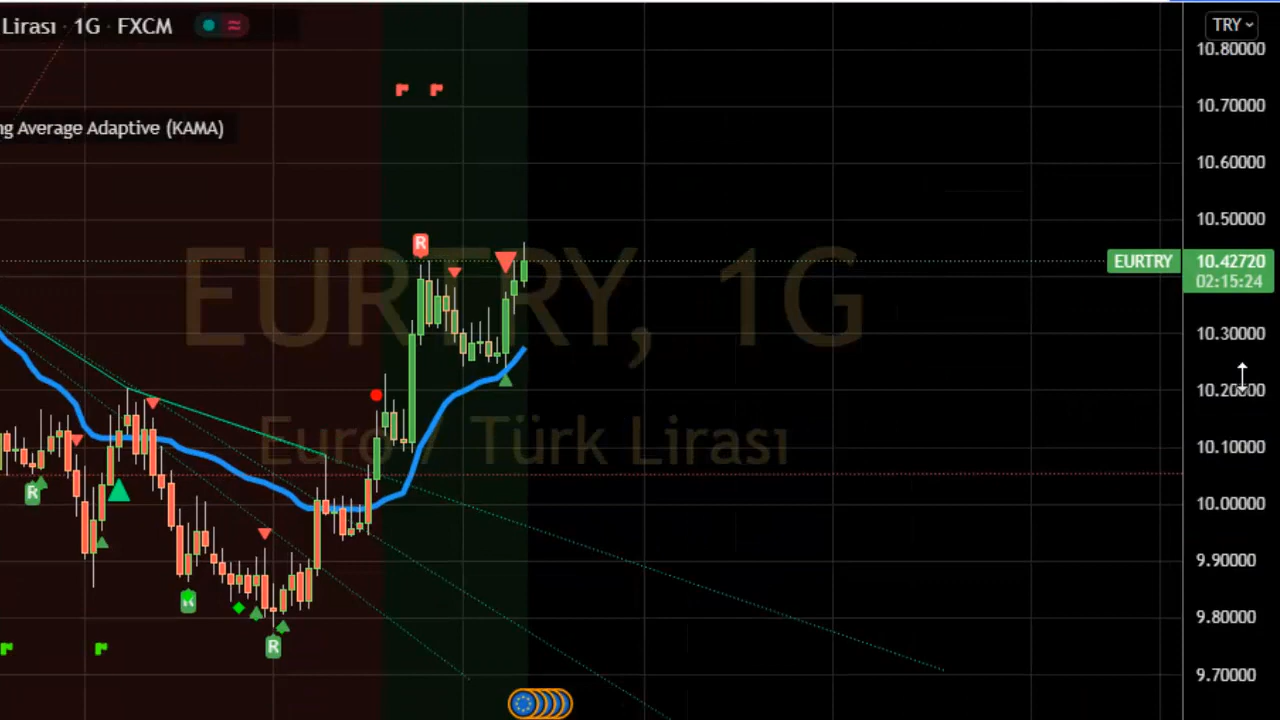 Lirası · 1G · FXCM
TRY
10.80000
10.70000
ng Average Adaptive (KAMA)
10.60000
10.50000
R
EURTRY, 1G
EURTRY
10.42720
02:15:24
10.30000
10.20000
Euro / Türk Lirası
10.10000
R
10.00000
9.90000
R
9.80000
R
9.70000